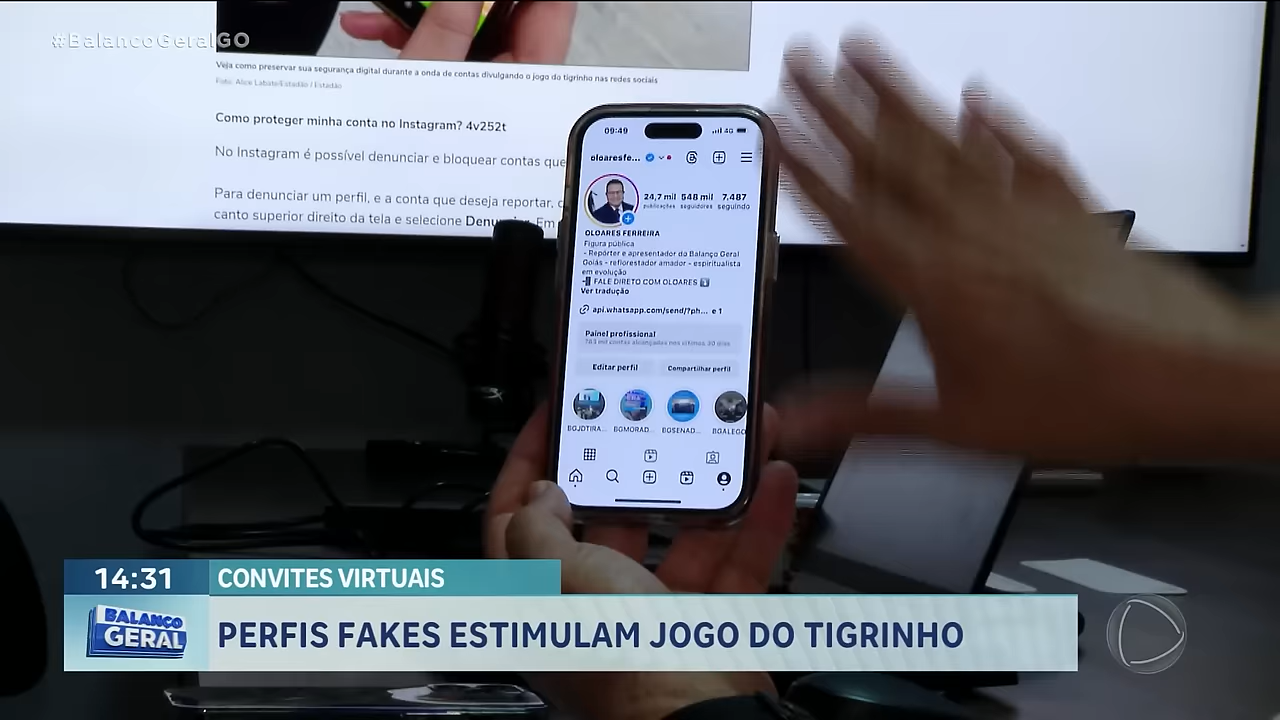 #BalancoGeralGO
Veja como preservar sua segurança digital durante a onda de contas divulgando o jogo do tigrinho nas redes sociais
Foto: Alice Labate/Estadão / Estadão
Como proteger minha conta no Instagram? 4v252t
No Instagram é possível denunciar e bloquear contas que
Para denunciar um perfil, e a conta que deseja reportar,
canto superior direito da tela e selecione Denunciar. Em
09:49
4G
oloaresfe...
24,7 mil 548 mil 7.487
publicações seguidores seguindo
OLOARES FERREIRA
Figura pública
- Repórter e apresentador do Balanço Geral
Goiás - reflorestador amador - espiritualista
em evolução
FALE DIRETO COM OLOARES
Ver tradução
api.whatsapp.com/send/?ph... e 1
Painel profissional
783 mil contas alcançadas nos últimos 30 dias
Editar perfil Compartilhar perfil
BGJDTIRA... BGMORAD... BGSENAD... BGALEGO
14:31 CONVITES VIRTUAIS
BALANÇO
GERAL
PERFIS FAKES ESTIMULAM JOGO DO TIGRINHO